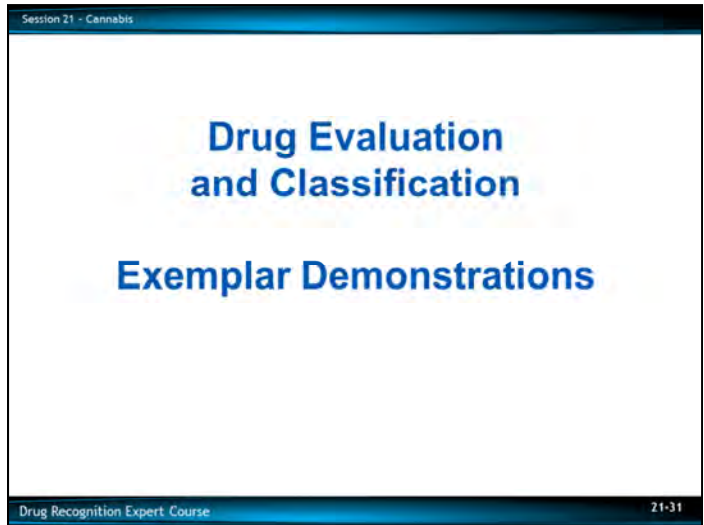 Session 21 - Cannabis
Drug Evaluation
and Classification
Exemplar Demonstrations
Drug Recognition Expert Course
21-31